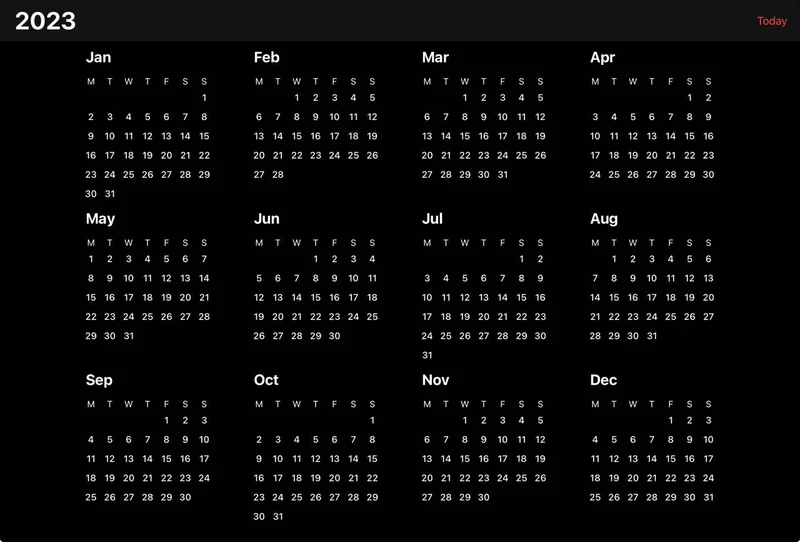 2023
Today
Jan
M T W T F S S
1
2 3 4 5 6 7 8
9 10 11 12 13 14 15
16 17 18 19 20 21 22
23 24 25 26 27 28 29
30 31
Feb
M T W T F S S
1 2 3 4 5
6 7 8 9 10 11 12
13 14 15 16 17 18 19
20 21 22 23 24 25 26
27 28
Mar
M T W T F S S
1 2 3 4 5
6 7 8 9 10 11 12
13 14 15 16 17 18 19
20 21 22 23 24 25 26
27 28 29 30 31
Apr
M T W T F S S
1 2
3 4 5 6 7 8 9
10 11 12 13 14 15 16
17 18 19 20 21 22 23
24 25 26 27 28 29 30
May
M T W T F S S
1 2 3 4 5 6 7
8 9 10 11 12 13 14
15 16 17 18 19 20 21
22 23 24 25 26 27 28
29 30 31
Jun
M T W T F S S
1 2 3 4
5 6 7 8 9 10 11
12 13 14 15 16 17 18
19 20 21 22 23 24 25
26 27 28 29 30
Jul
M T W T F S S
1 2
3 4 5 6 7 8 9
10 11 12 13 14 15 16
17 18 19 20 21 22 23
24 25 26 27 28 29 30
31
Aug
M T W T F S S
1 2 3 4 5 6
7 8 9 10 11 12 13
14 15 16 17 18 19 20
21 22 23 24 25 26 27
28 29 30 31
Sep
M T W T F S S
1 2 3
4 5 6 7 8 9 10
11 12 13 14 15 16 17
18 19 20 21 22 23 24
25 26 27 28 29 30
Oct
M T W T F S S
1
2 3 4 5 6 7 8
9 10 11 12 13 14 15
16 17 18 19 20 21 22
23 24 25 26 27 28 29
30 31
Nov
M T W T F S S
1 2 3 4 5
6 7 8 9 10 11 12
13 14 15 16 17 18 19
20 21 22 23 24 25 26
27 28 29 30
Dec
M T W T F S S
1 2 3
4 5 6 7 8 9 10
11 12 13 14 15 16 17
18 19 20 21 22 23 24
25 26 27 28 29 30 31